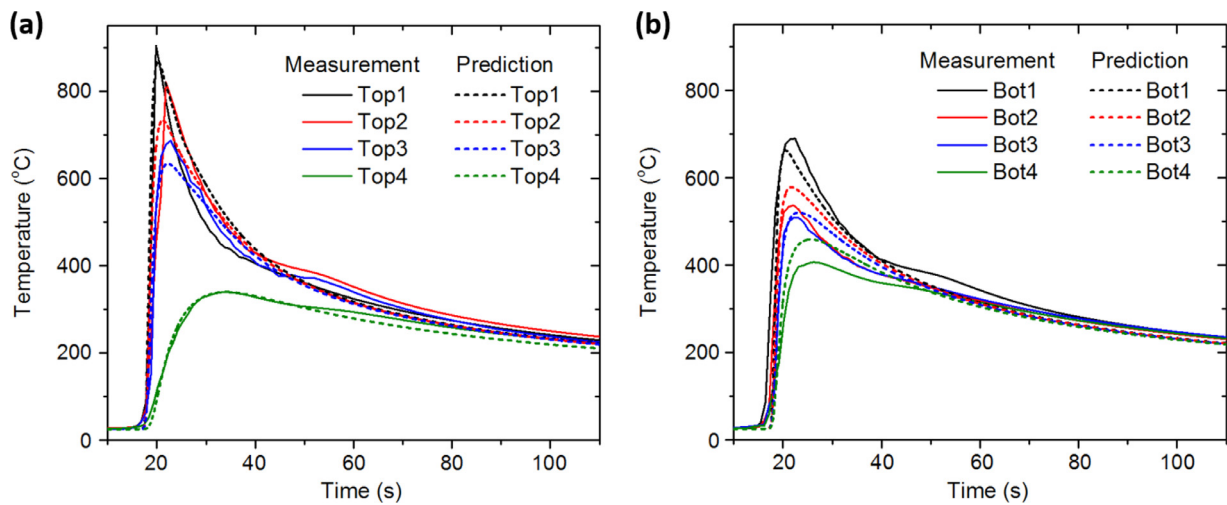 (a)
Temperature (°C)
800
600
400
200
0
20 40 60 80 100
Time (s)
Measurement Prediction
Top1 Top1
Top2 Top2
Top3 Top3
Top4 Top4
(b)
Temperature (°C)
800
600
400
200
0
20 40 60 80 100
Time (s)
Measurement Prediction
Bot1 Bot1
Bot2 Bot2
Bot3 Bot3
Bot4 Bot4